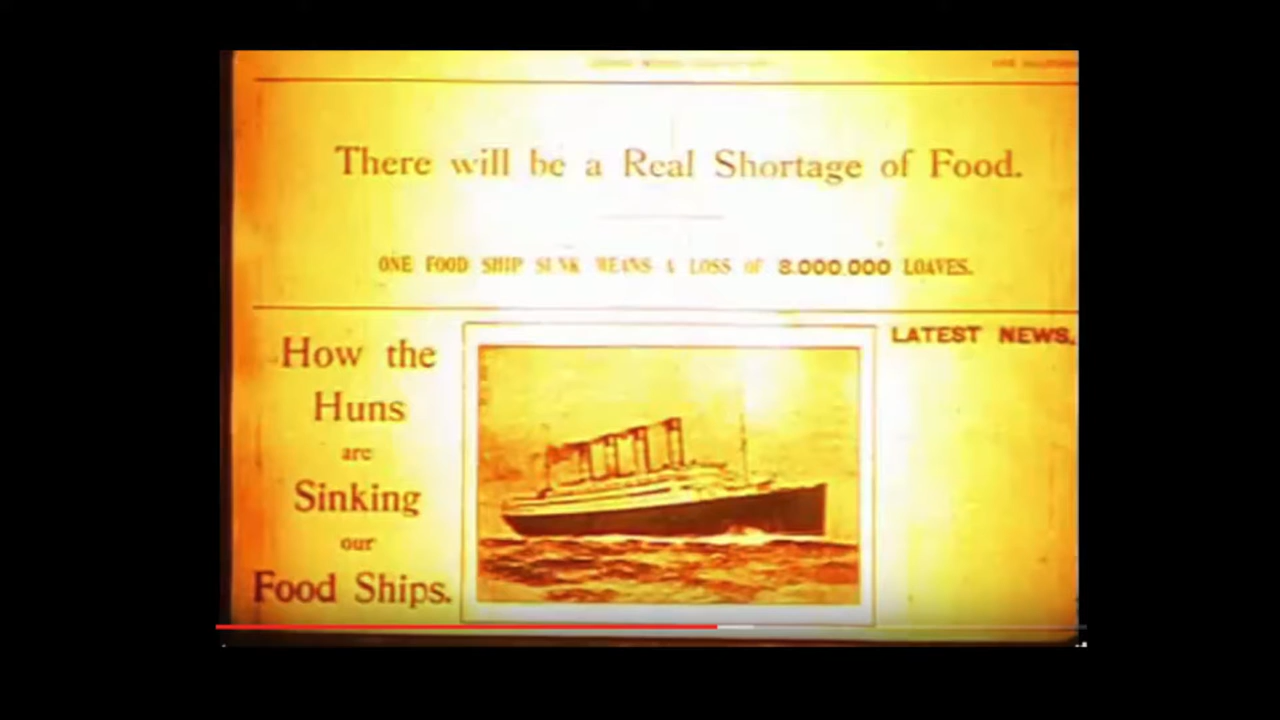 There will be a Real Shortage of Food.
ONE FOOD SHIP SUNK MEANS A LOSS OF 8,000,000 LOAVES.
How the
Huns
are
Sinking
our
Food Ships.
LATEST NEWS.